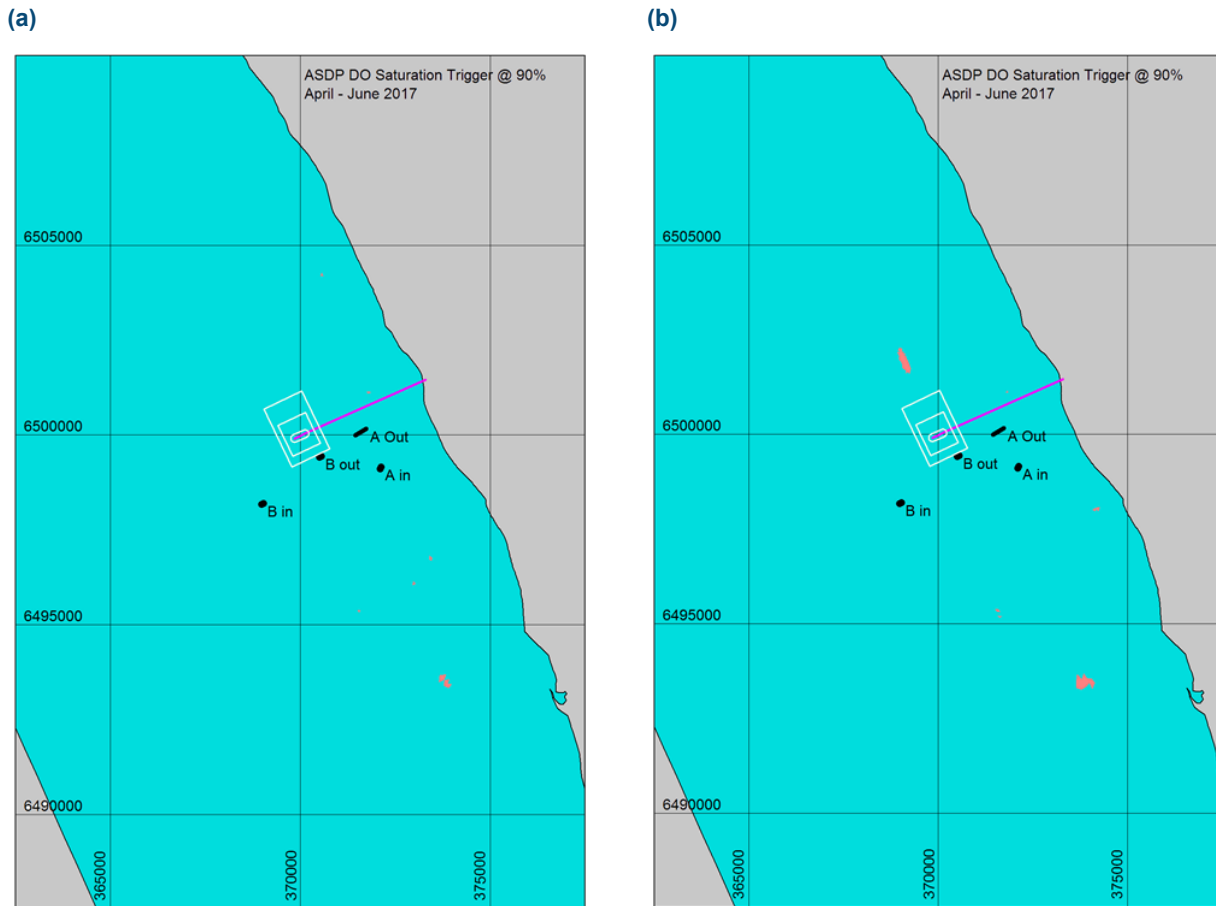 (a)
ASDP DO Saturation Trigger @ 90%
April - June 2017
6505000
6500000
A Out
B out
A in
B in
6495000
6490000
365000
370000
375000
(b)
ASDP DO Saturation Trigger @ 90%
April - June 2017
6505000
6500000
A Out
B out
A in
B in
6495000
6490000
365000
370000
375000